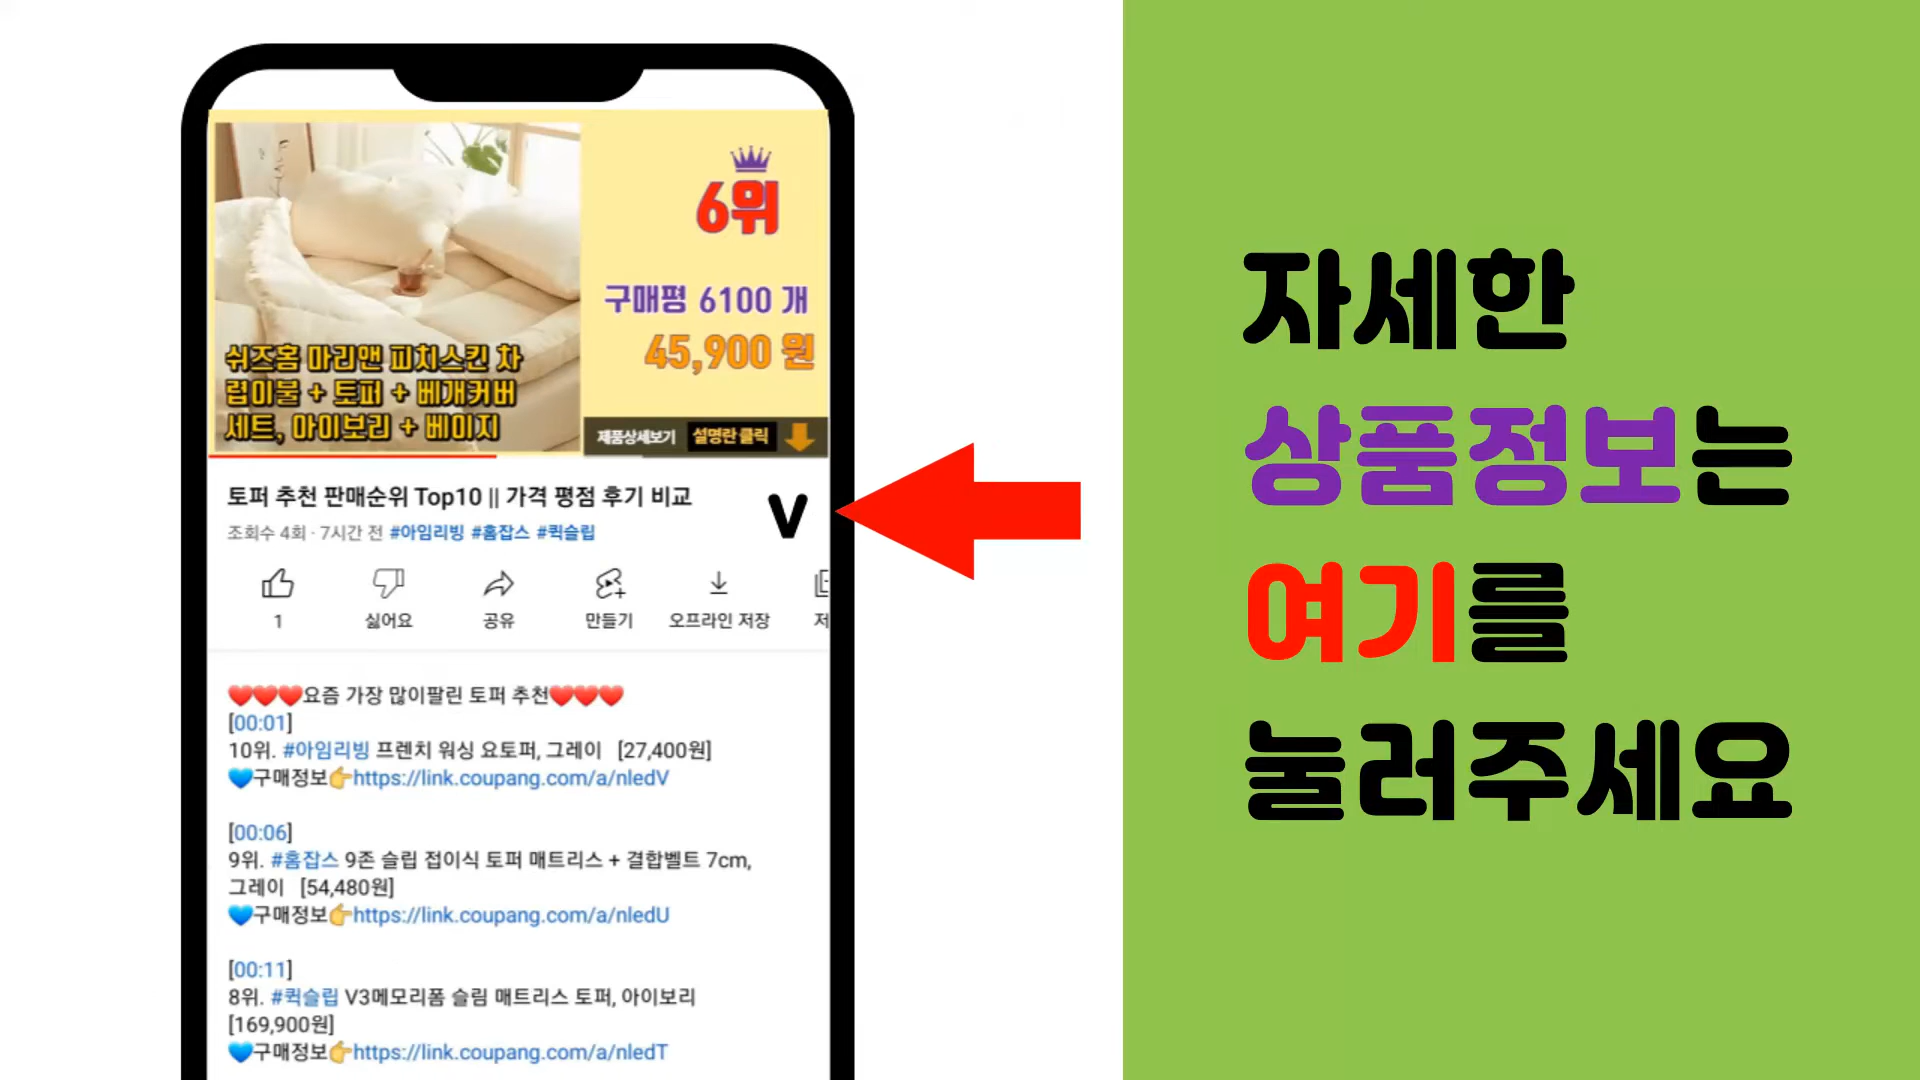 6위
구매평 6100 개
45,900 원
쉬즈홈 마리앤 피치스킨 차
렵이불 + 토퍼 + 베개커버
세트, 아이보리 + 베이지
제품상세보기 설명란 클릭
토퍼 추천 판매순위 Top10 || 가격 평점 후기 비교
V
조회수 4회 · 7시간 전 #아임리빙 #홈잡스 #퀵슬립
1 싫어요 공유 만들기 오프라인 저장 저
❤️❤️❤️요즘 가장 많이팔린 토퍼 추천❤️❤️❤️
[00:01]
10위. #아임리빙 프렌치 워싱 요토퍼, 그레이 [27,400원]
💙구매정보👉https://link.coupang.com/a/nledV
[00:06]
9위. #홈잡스 9존 슬립 접이식 토퍼 매트리스 + 결합벨트 7cm,
그레이 [54,480원]
💙구매정보👉https://link.coupang.com/a/nledU
[00:11]
8위. #퀵슬립 V3메모리폼 슬림 매트리스 토퍼, 아이보리
[169,900원]
💙구매정보👉https://link.coupang.com/a/nledT
자세한
상품정보는
여기를
눌러주세요